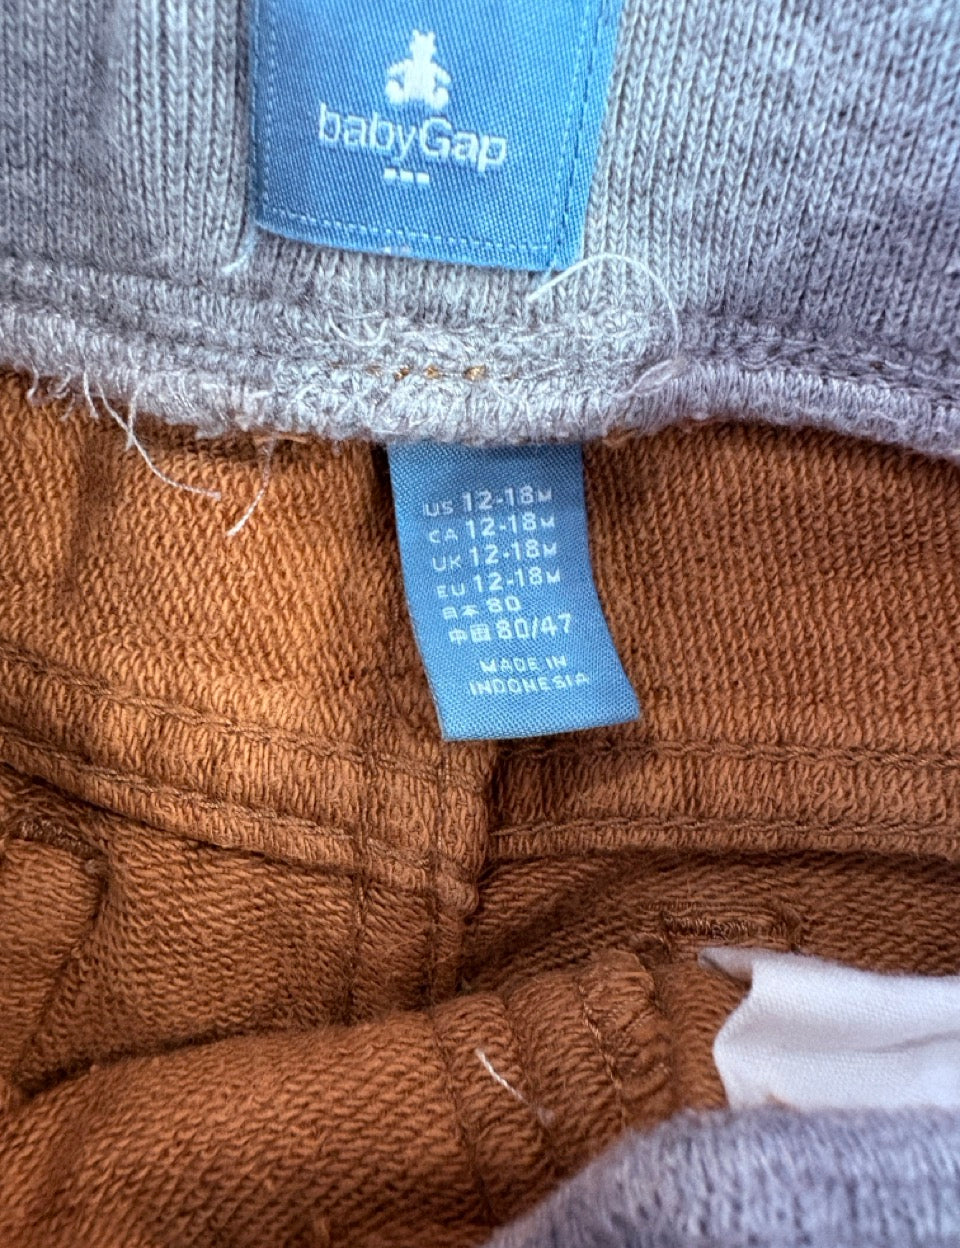 babyGap
US 12-18M
CA 12-18M
UK 12-18M
EU 12-18M
日本 80
中国 80/47
MADE IN
INDONESIA